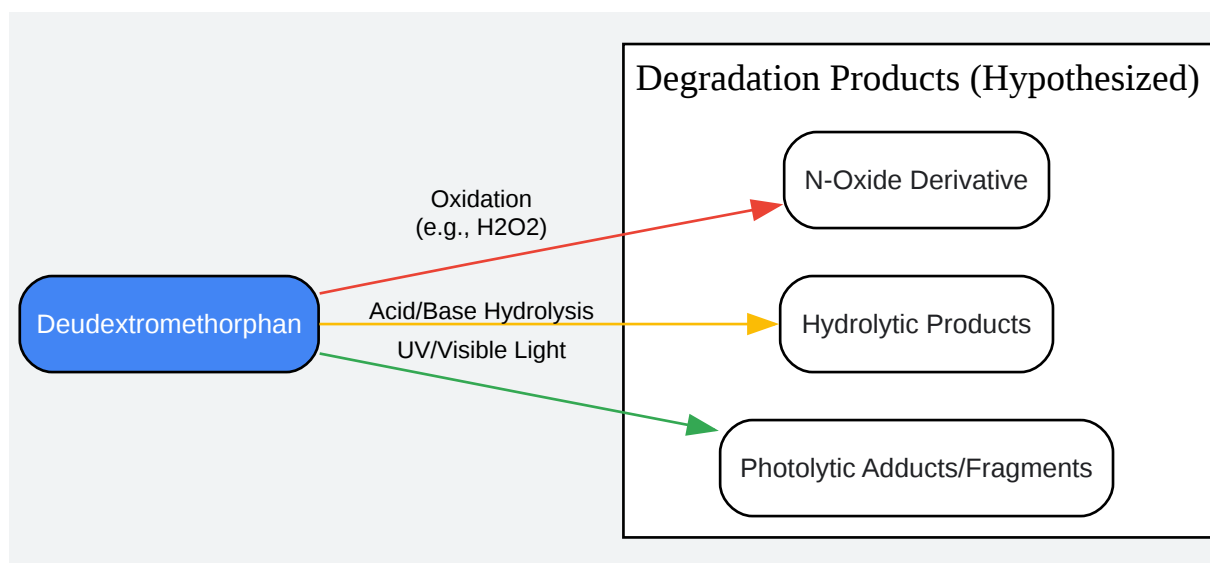 Degradation Products (Hypothesized)
Oxidation
(e.g., H2O2)
N-Oxide Derivative
Deudextromethorphan
Acid/Base Hydrolysis
Hydrolytic Products
UV/Visible Light
Photolytic Adducts/Fragments